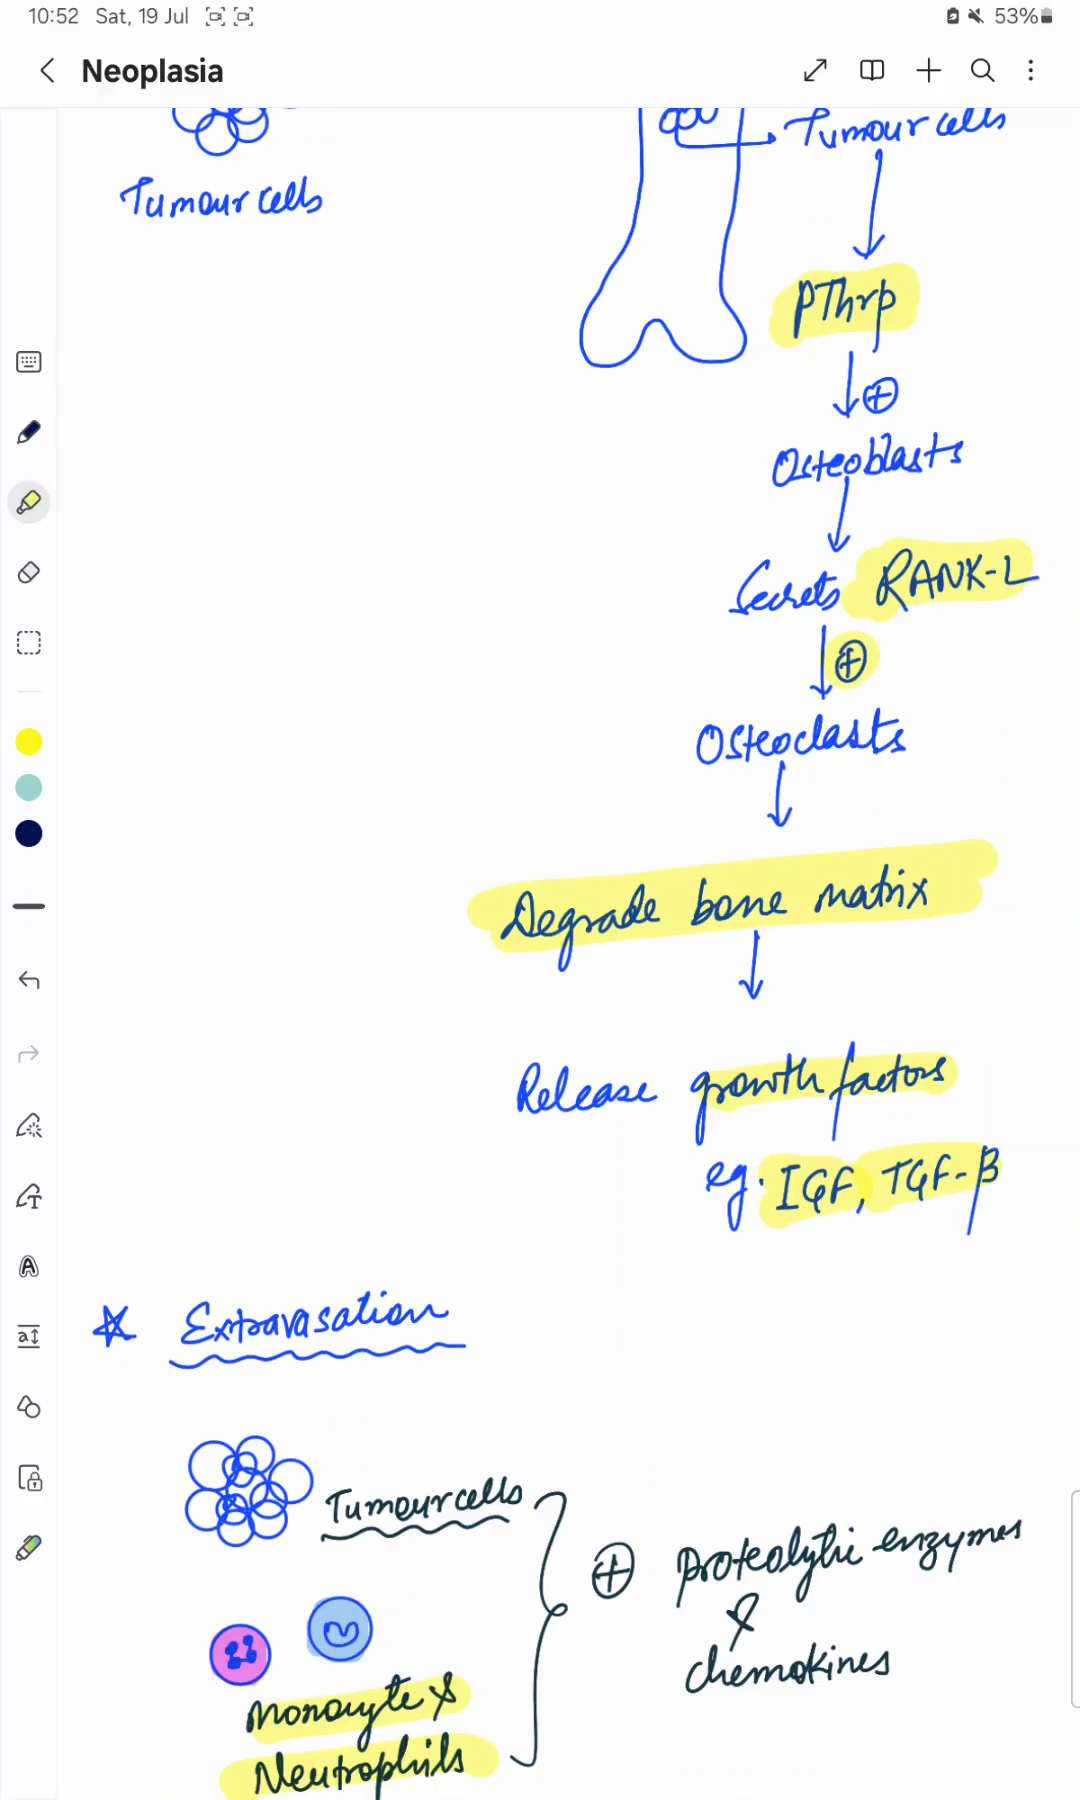 10:52 Sat, 19 Jul
53%
Neoplasia
Tumour cells
Tumour cells
PThrp
+
Osteoblasts
Secrets RANK-L
+
Osteoclasts
Degrade bone matrix
Release growth factors
eg. IGF, TGF-β
Extravasation
Tumour cells
+ proteolytic enzymes
&
chemokines
Monocyte &
Neutrophils